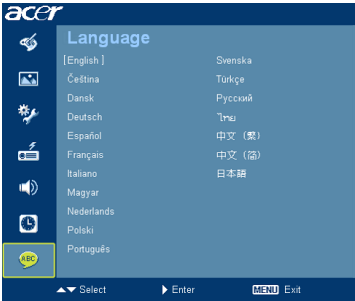 acer
Language
[English ]
Čeština
Dansk
Deutsch
Español
Français
Italiano
Magyar
Nederlands
Polski
Português
Svenska
Türkçe
Русский
ไทย
中文 (繁)
中文 (简)
日本語
ABC
▲▼ Select ▶ Enter MENU Exit